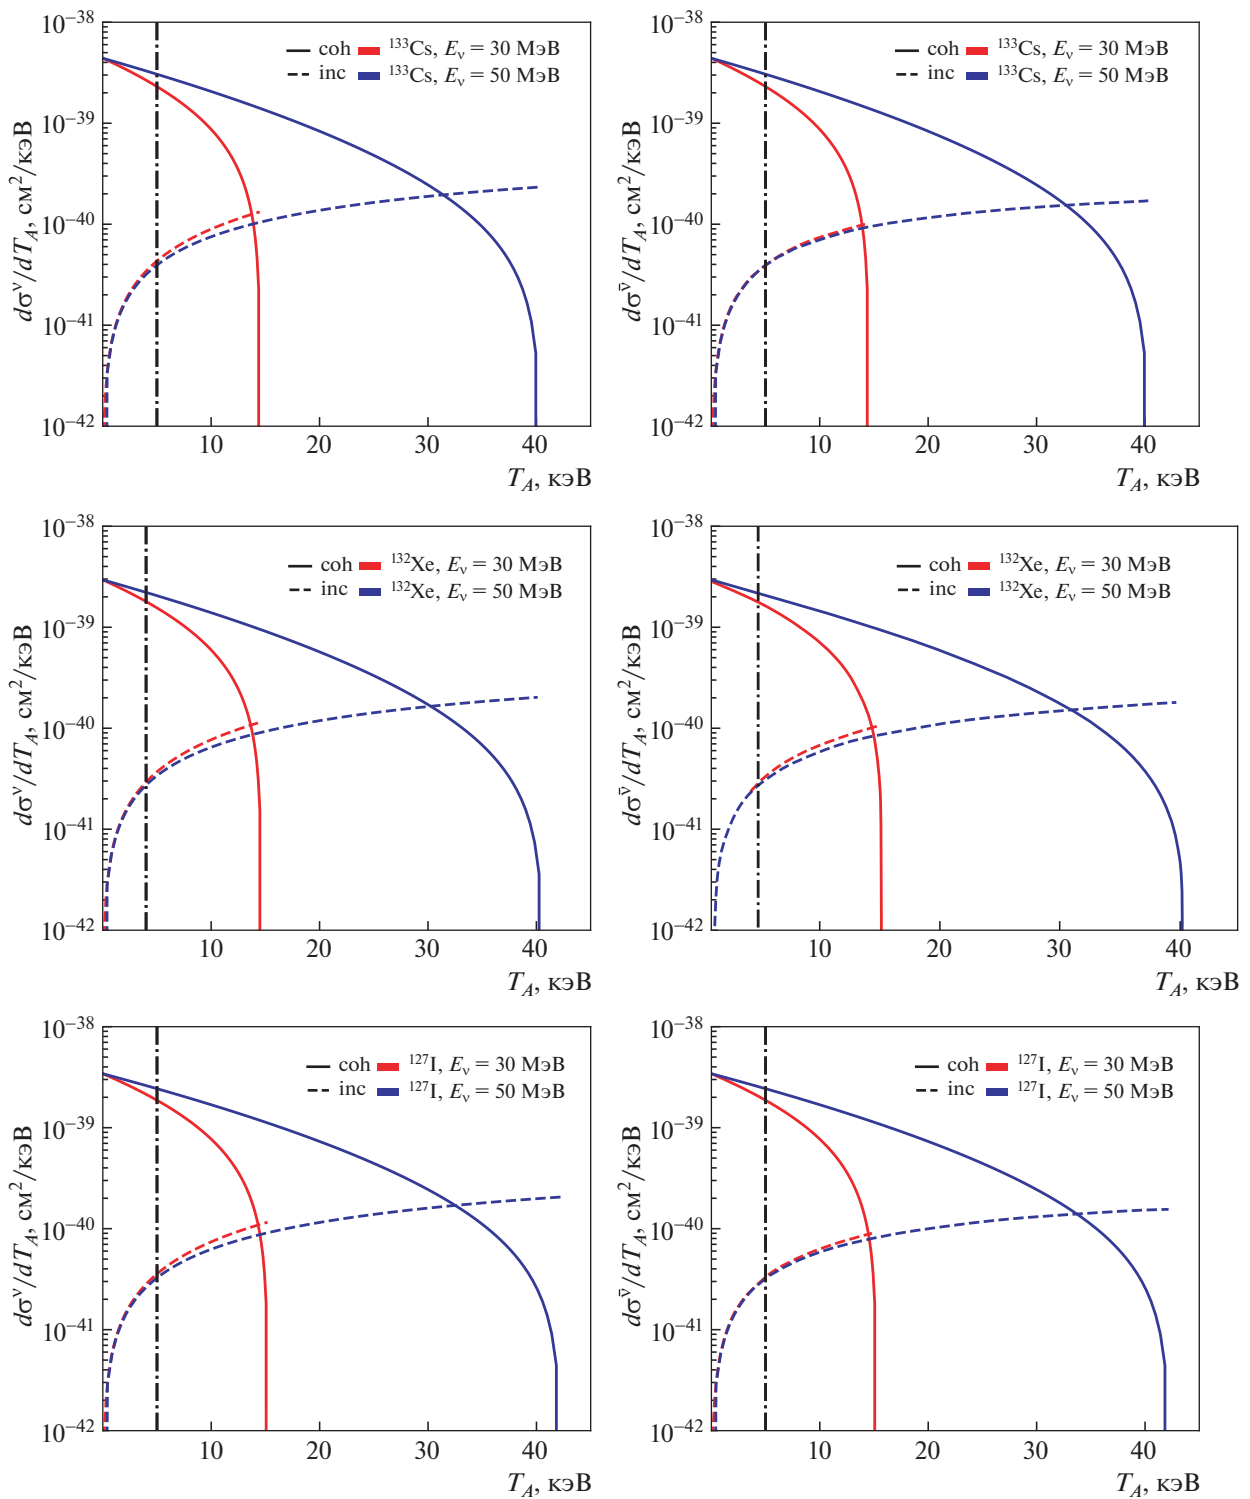 10⁻³⁸
10⁻³⁹
10⁻⁴⁰
10⁻⁴¹
10⁻⁴²
dσ^ν/dT_A, см²/кэВ
coh ¹³³Cs, E_ν = 30 МэВ
inc ¹³³Cs, E_ν = 50 МэВ
10 20 30 40
T_A, кэВ
10⁻³⁸
10⁻³⁹
10⁻⁴⁰
10⁻⁴¹
10⁻⁴²
dσ^ν̄/dT_A, см²/кэВ
coh ¹³³Cs, E_ν = 30 МэВ
inc ¹³³Cs, E_ν = 50 МэВ
10 20 30 40
T_A, кэВ
10⁻³⁸
10⁻³⁹
10⁻⁴⁰
10⁻⁴¹
10⁻⁴²
dσ^ν/dT_A, см²/кэВ
coh ¹³²Xe, E_ν = 30 МэВ
inc ¹³²Xe, E_ν = 50 МэВ
10 20 30 40
T_A, кэВ
10⁻³⁸
10⁻³⁹
10⁻⁴⁰
10⁻⁴¹
10⁻⁴²
dσ^ν̄/dT_A, см²/кэВ
coh ¹³²Xe, E_ν = 30 МэВ
inc ¹³²Xe, E_ν = 50 МэВ
10 20 30 40
T_A, кэВ
10⁻³⁸
10⁻³⁹
10⁻⁴⁰
10⁻⁴¹
10⁻⁴²
dσ^ν/dT_A, см²/кэВ
coh ¹²⁷I, E_ν = 30 МэВ
inc ¹²⁷I, E_ν = 50 МэВ
10 20 30 40
T_A, кэВ
10⁻³⁸
10⁻³⁹
10⁻⁴⁰
10⁻⁴¹
10⁻⁴²
dσ^ν̄/dT_A, см²/кэВ
coh ¹²⁷I, E_ν = 30 МэВ
inc ¹²⁷I, E_ν = 50 МэВ
10 20 30 40
T_A, кэВ